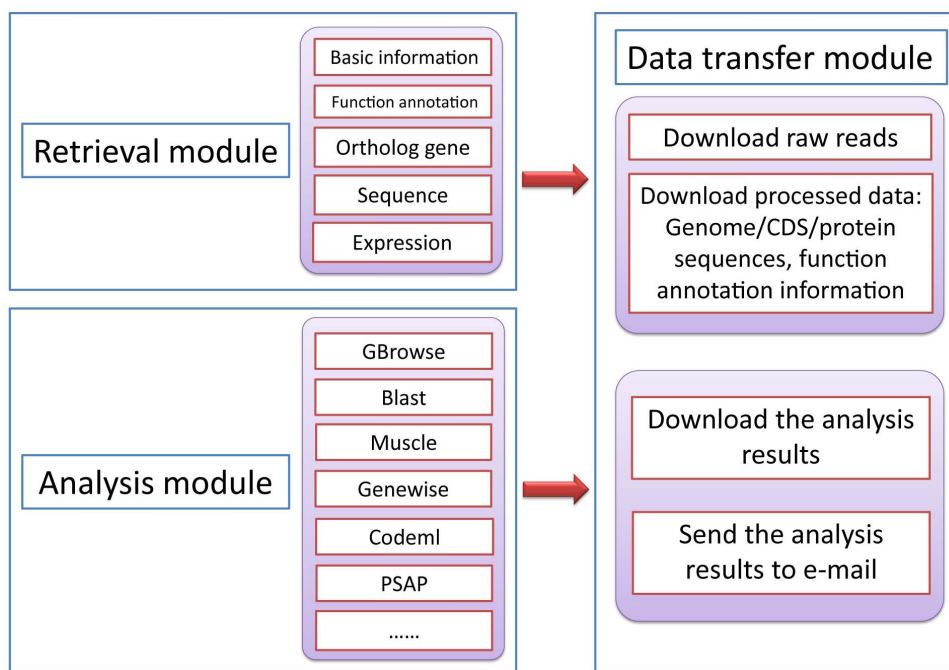 Retrieval module
Basic information
Function annotation
Ortholog gene
Sequence
Expression
Analysis module
GBrowse
Blast
Muscle
Genewise
Codeml
PSAP
......
Data transfer module
Download raw reads
Download processed data:
Genome/CDS/protein
sequences, function
annotation information
Download the analysis
results
Send the analysis
results to e-mail